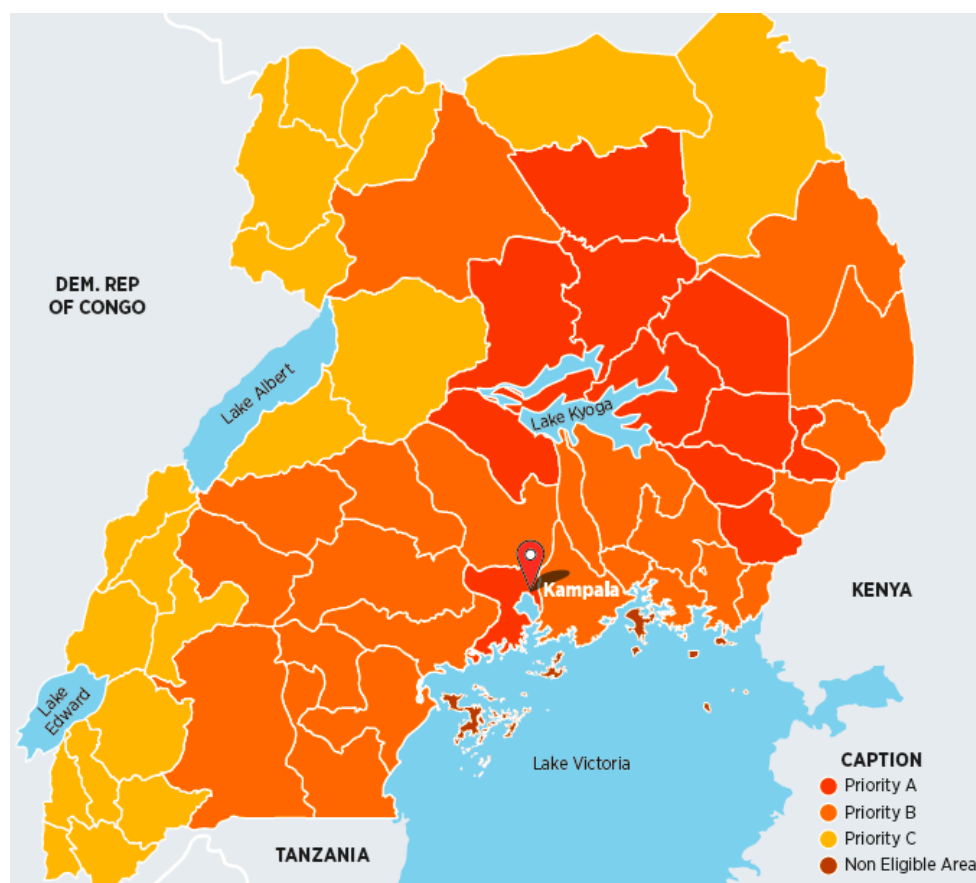 DEM. REP
OF CONGO
Lake Albert
Lake Kyoga
Kampala
KENYA
Lake
Edward
Lake Victoria
TANZANIA
CAPTION
Priority A
Priority B
Priority C
Non Eligible Area